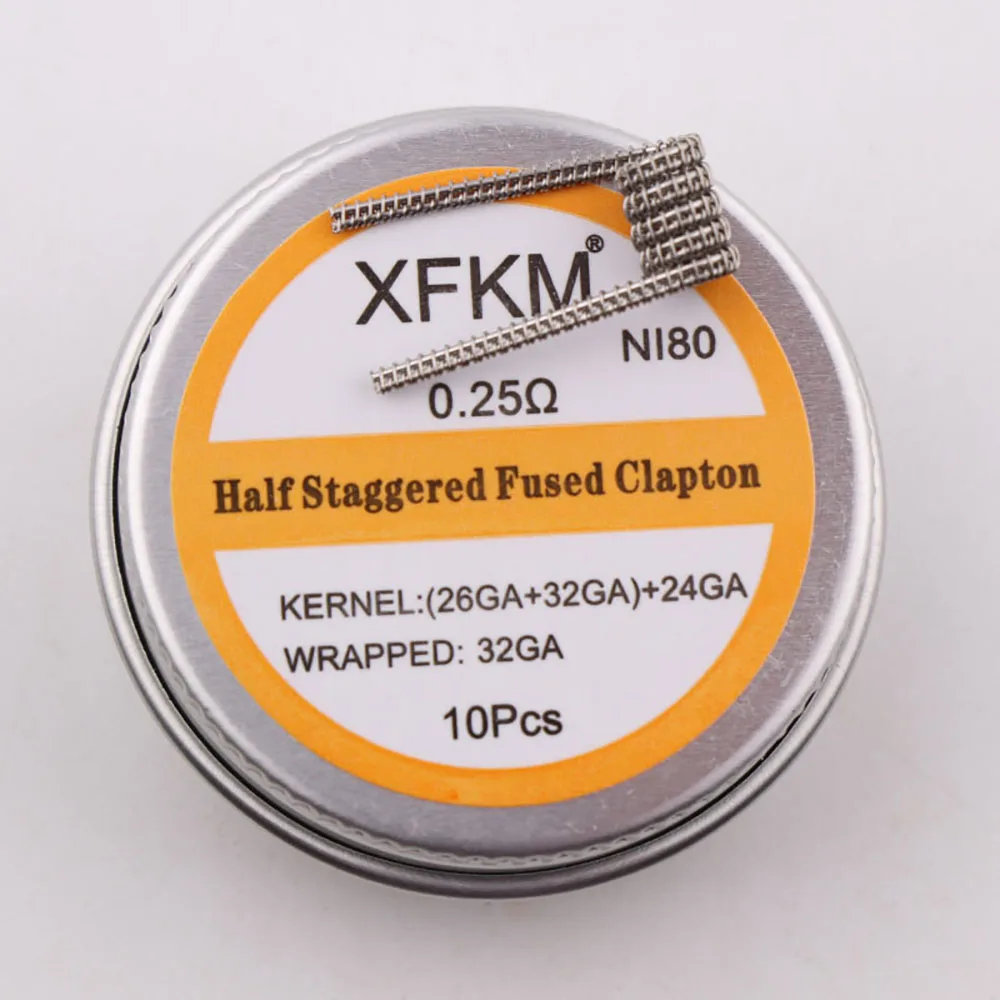 XFKM®
NI80
0.25Ω
Half Staggered Fused Clapton
KERNEL:(26GA+32GA)+24GA
WRAPPED: 32GA
10Pcs